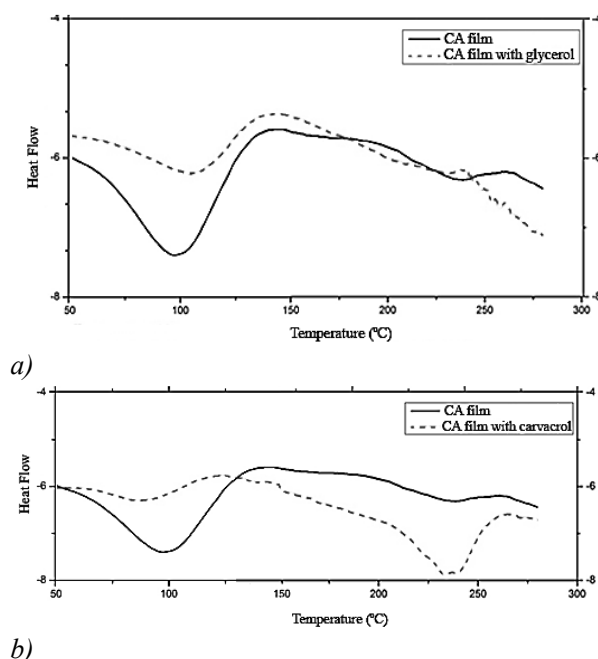 -4
-4
CA film
CA film with glycerol
Heat Flow
-6
-6
-8
-8
50
100
150
200
250
300
Temperature (ºC)
a)
-4
-4
CA film
CA film with carvacrol
Heat Flow
-6
-6
-8
-8
50
100
150
200
250
300
Temperature (ºC)
b)